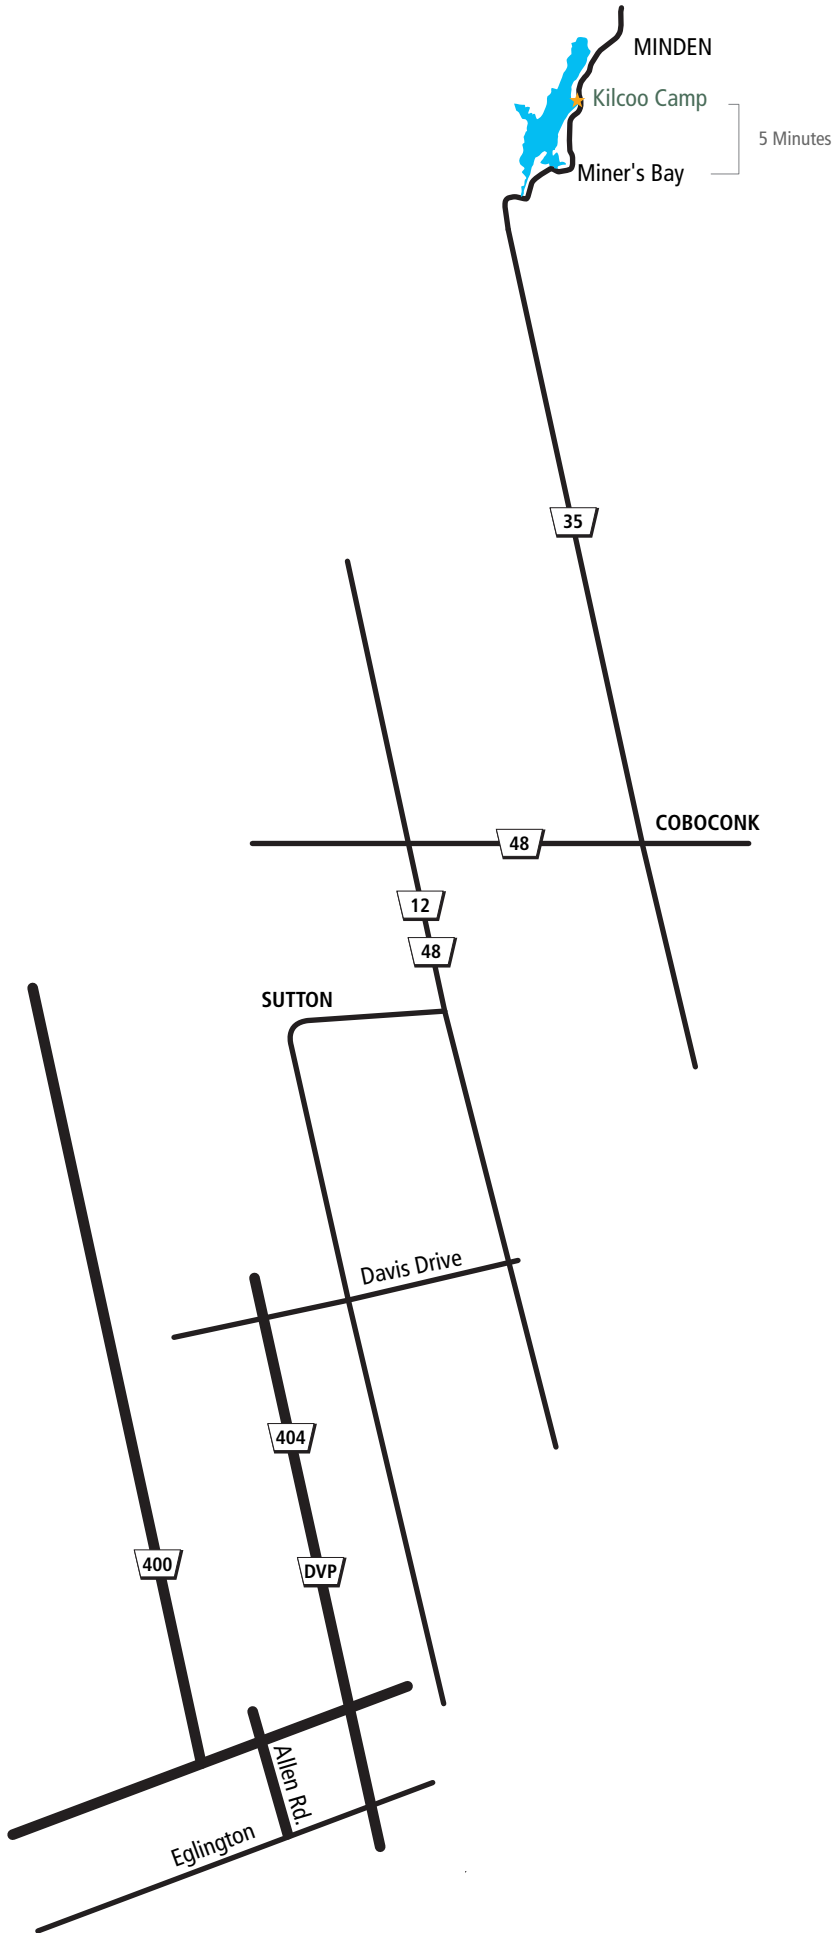 MINDEN
Kilcoo Camp
5 Minutes
Miner's Bay
35
COBOCONK
48
12
48
SUTTON
Davis Drive
404
400
DVP
Allen Rd.
Eglington